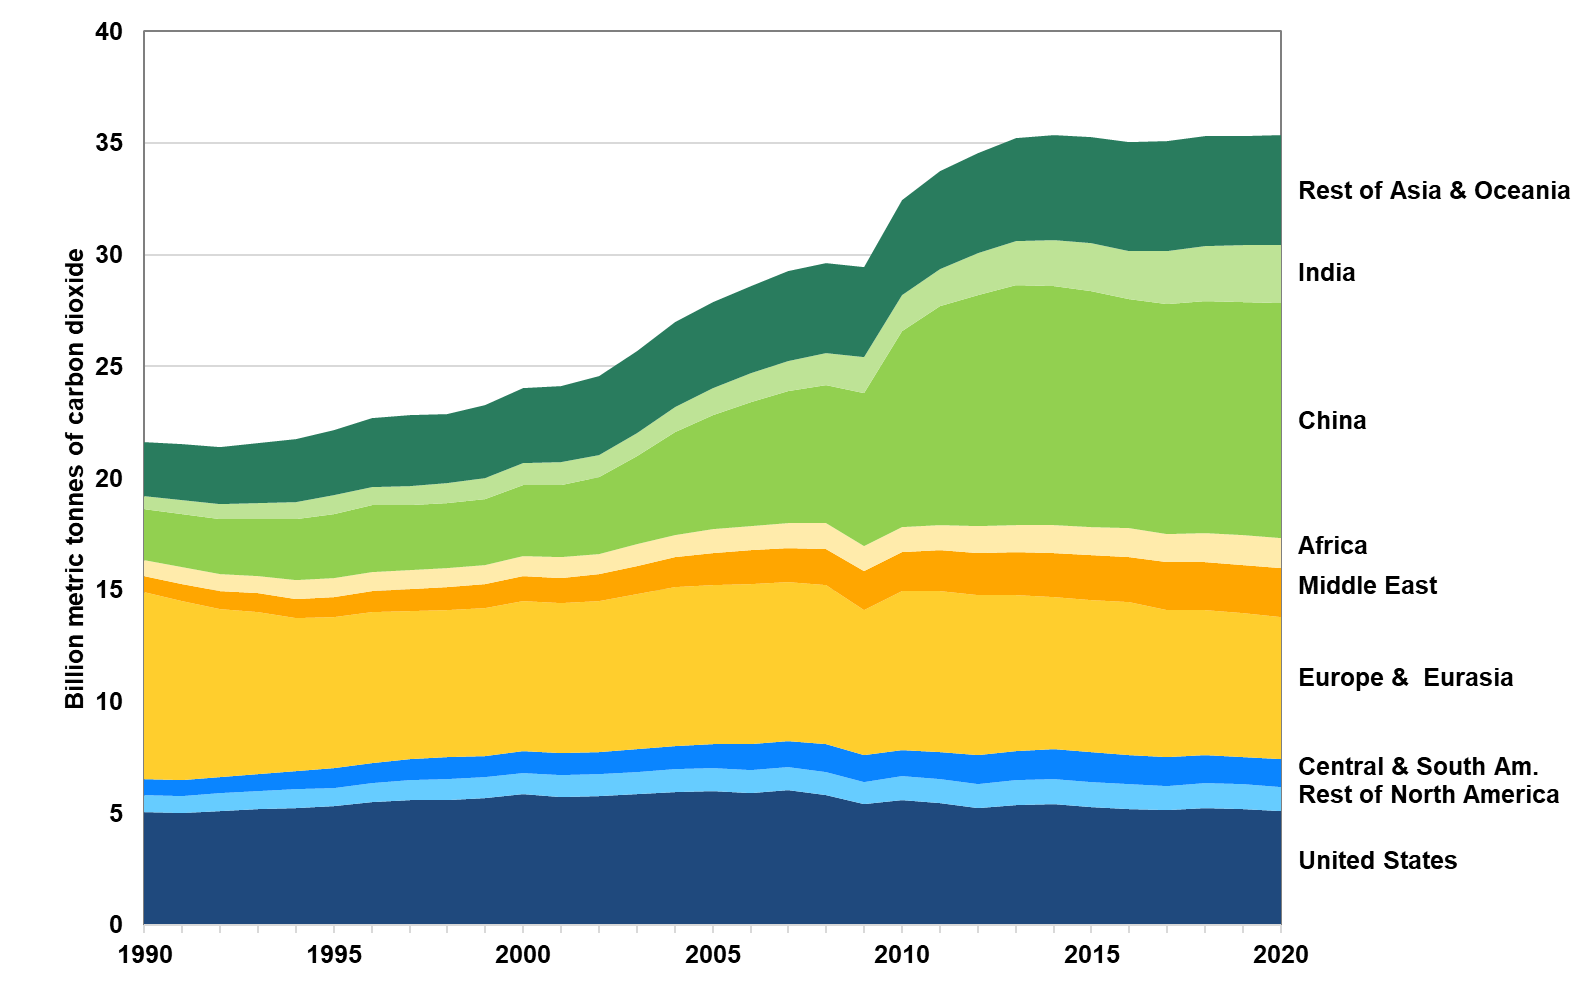 40
35
30
25
20
15
10
5
0
Billion metric tonnes of carbon dioxide
1990 1995 2000 2005 2010 2015 2020
Rest of Asia & Oceania
India
China
Africa
Middle East
Europe &  Eurasia
Central & South Am.
Rest of North America
United States